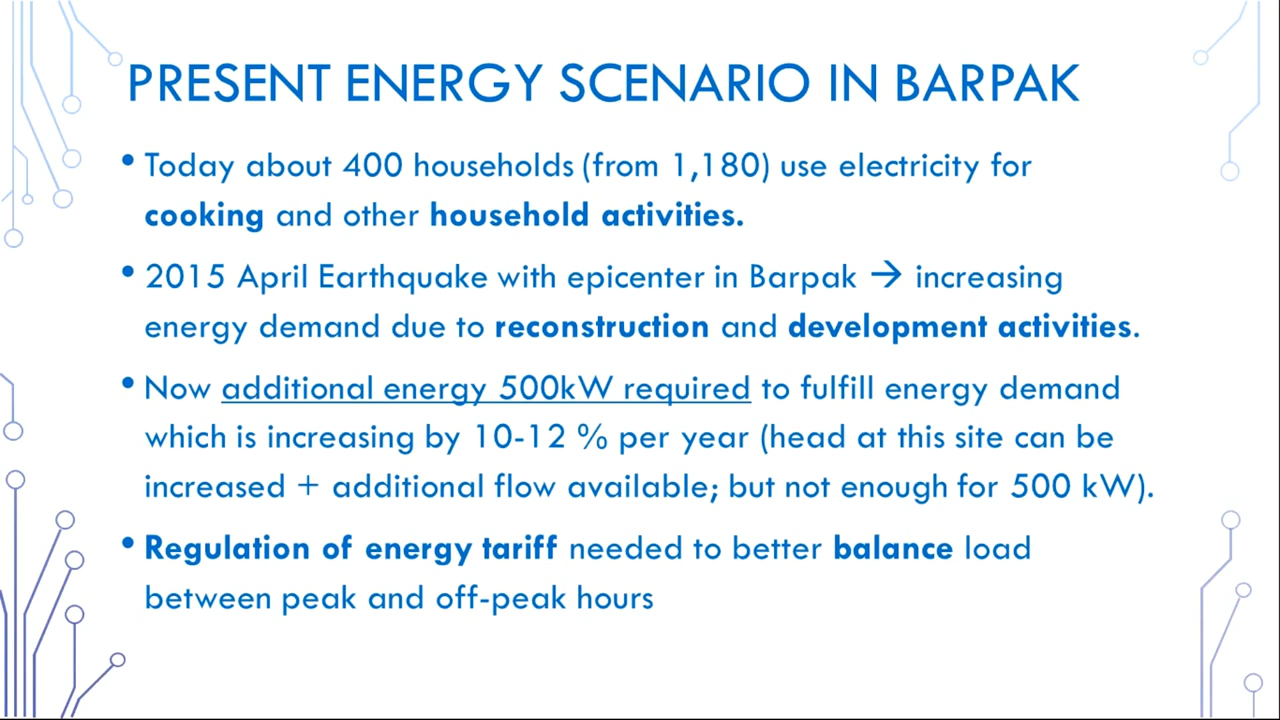 PRESENT ENERGY SCENARIO IN BARPAK
• Today about 400 households (from 1,180) use electricity for
cooking and other household activities.
• 2015 April Earthquake with epicenter in Barpak → increasing
energy demand due to reconstruction and development activities.
• Now additional energy 500kW required to fulfill energy demand
which is increasing by 10-12 % per year (head at this site can be
increased + additional flow available; but not enough for 500 kW).
• Regulation of energy tariff needed to better balance load
between peak and off-peak hours